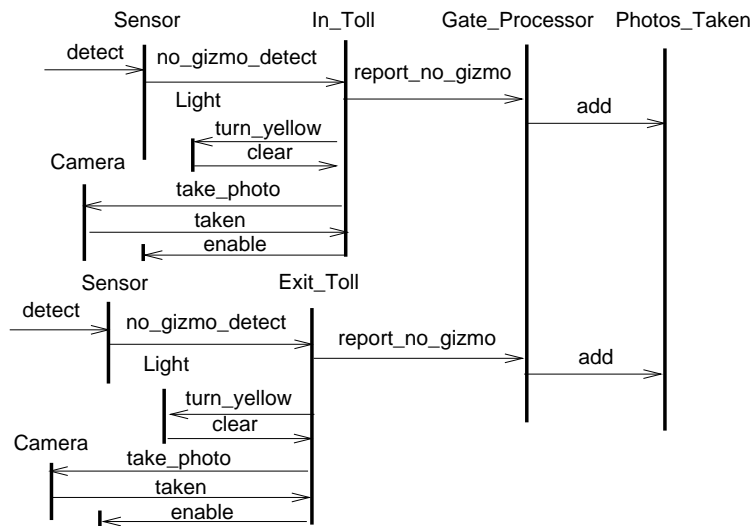 Sensor In_Toll Gate_Processor Photos_Taken
detect no_gizmo_detect
report_no_gizmo
Light
add
turn_yellow
clear
Camera
take_photo
taken
enable
Sensor Exit_Toll
detect
no_gizmo_detect
report_no_gizmo
Light
add
turn_yellow
clear
Camera
take_photo
taken
enable